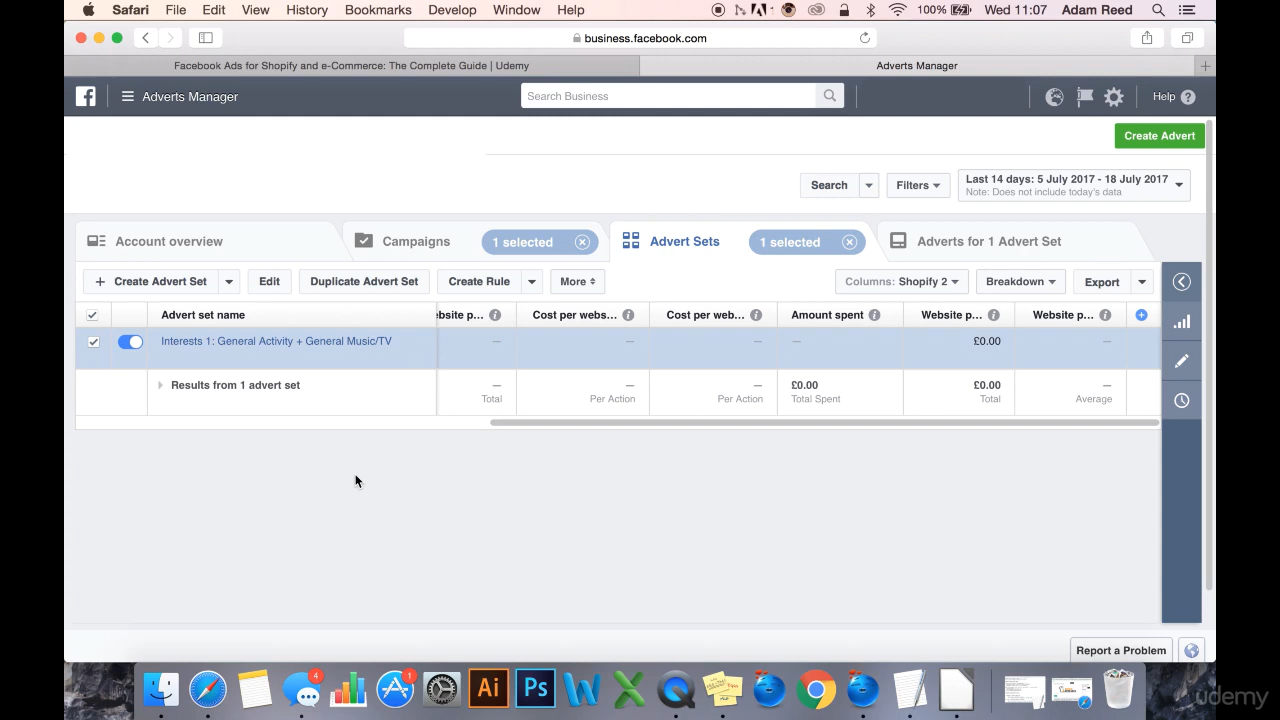 Safari File Edit View History Bookmarks Develop Window Help 100% Wed 11:07 Adam Reed
business.facebook.com
Facebook Ads for Shopify and e-Commerce: The Complete Guide | Udemy Adverts Manager
Adverts Manager Search Business Help
Create Advert
Search Filters Last 14 days: 5 July 2017 - 18 July 2017
Note: Does not include today's data
Account overview Campaigns 1 selected Advert Sets 1 selected Adverts for 1 Advert Set
+ Create Advert Set Edit Duplicate Advert Set Create Rule More Columns: Shopify 2 Breakdown Export
Advert set name ebsite p... Cost per webs... Cost per web... Amount spent Website p... Website p...
Interests 1: General Activity + General Music/TV — — — — £0.00 —
Results from 1 advert set — — — £0.00 £0.00 —
Total Per Action Per Action Total Spent Total Average
Report a Problem
4 1 Ai Ps
udemy